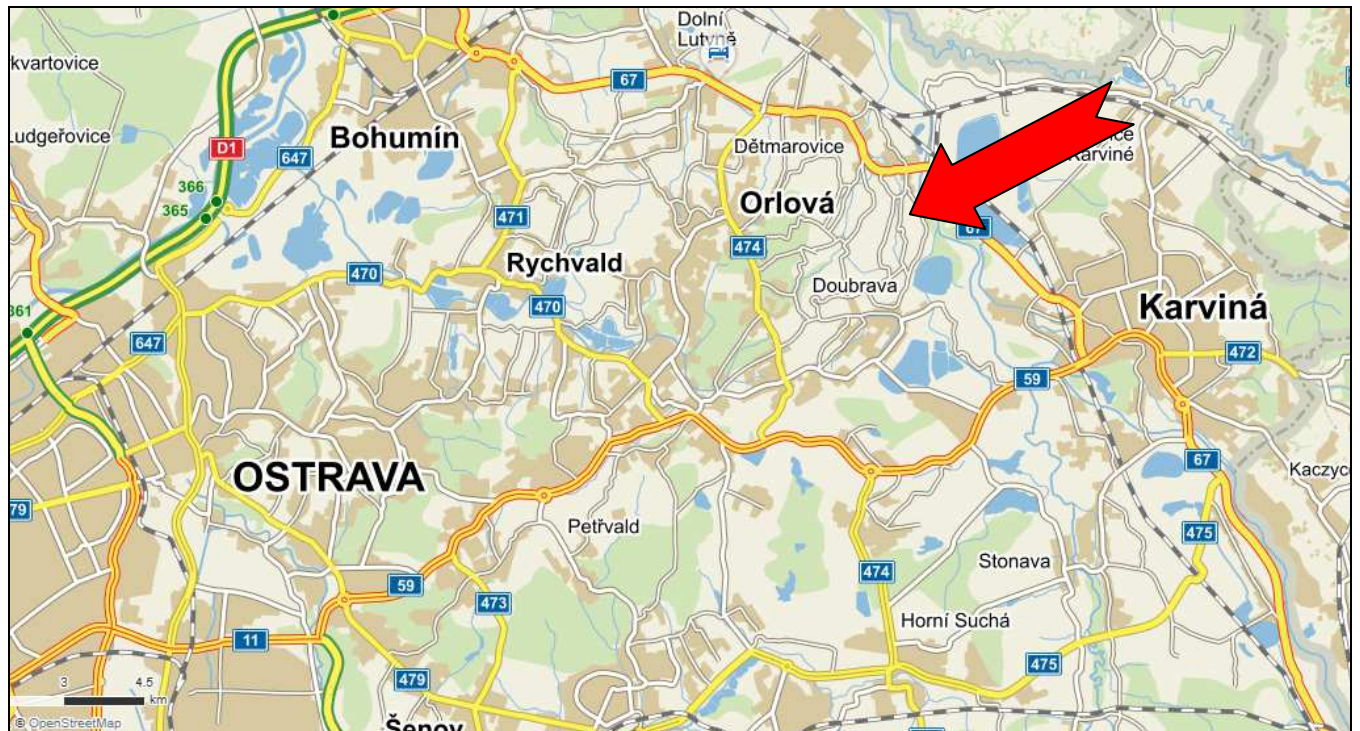 Dolní
Lutyně
kvartovice
67
Ludgeřovice
Bohumín
D1
647
Dětmarovice
Karviné
366
365
471
Orlová
474
67
Rychvald
470
Doubrava
470
361
Karviná
647
472
59
OSTRAVA
67
Kaczyc
79
Petřvald
475
Stonava
59
474
473
Horní Suchá
11
475
479
3
4.5
km
© OpenStreetMap
Šenov